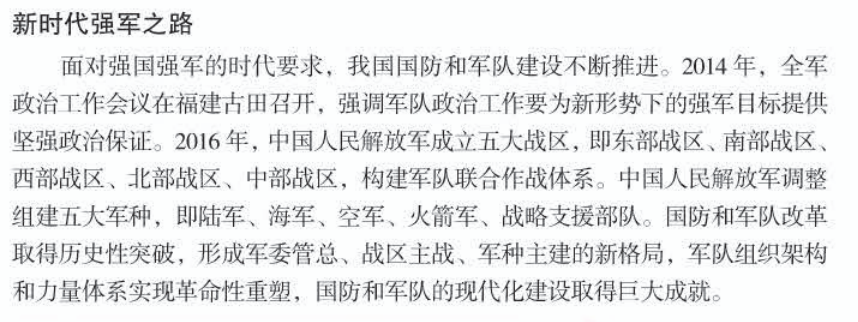 新时代强军之路
面对强国强军的时代要求，我国国防和军队建设不断推进。2014 年，全军
政治工作会议在福建古田召开，强调军队政治工作要为新形势下的强军目标提供
坚强政治保证。2016 年，中国人民解放军成立五大战区，即东部战区、南部战区、
西部战区、北部战区、中部战区，构建军队联合作战体系。中国人民解放军调整
组建五大军种，即陆军、海军、空军、火箭军、战略支援部队。国防和军队改革
取得历史性突破，形成军委管总、战区主战、军种主建的新格局，军队组织架构
和力量体系实现革命性重塑，国防和军队的现代化建设取得巨大成就。